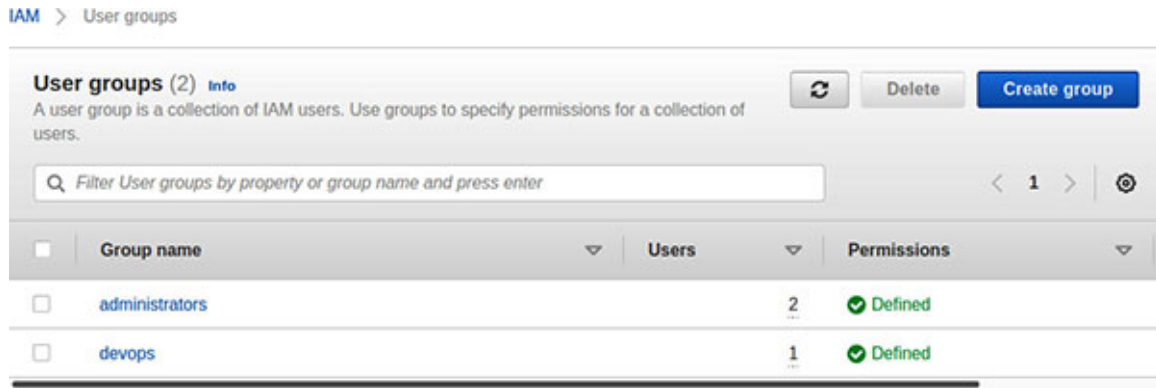 IAM > User groups
User groups (2) Info
A user group is a collection of IAM users. Use groups to specify permissions for a collection of
users.
Delete
Create group
Filter User groups by property or group name and press enter
< 1 >
Group name Users Permissions
administrators 2 Defined
devops 1 Defined